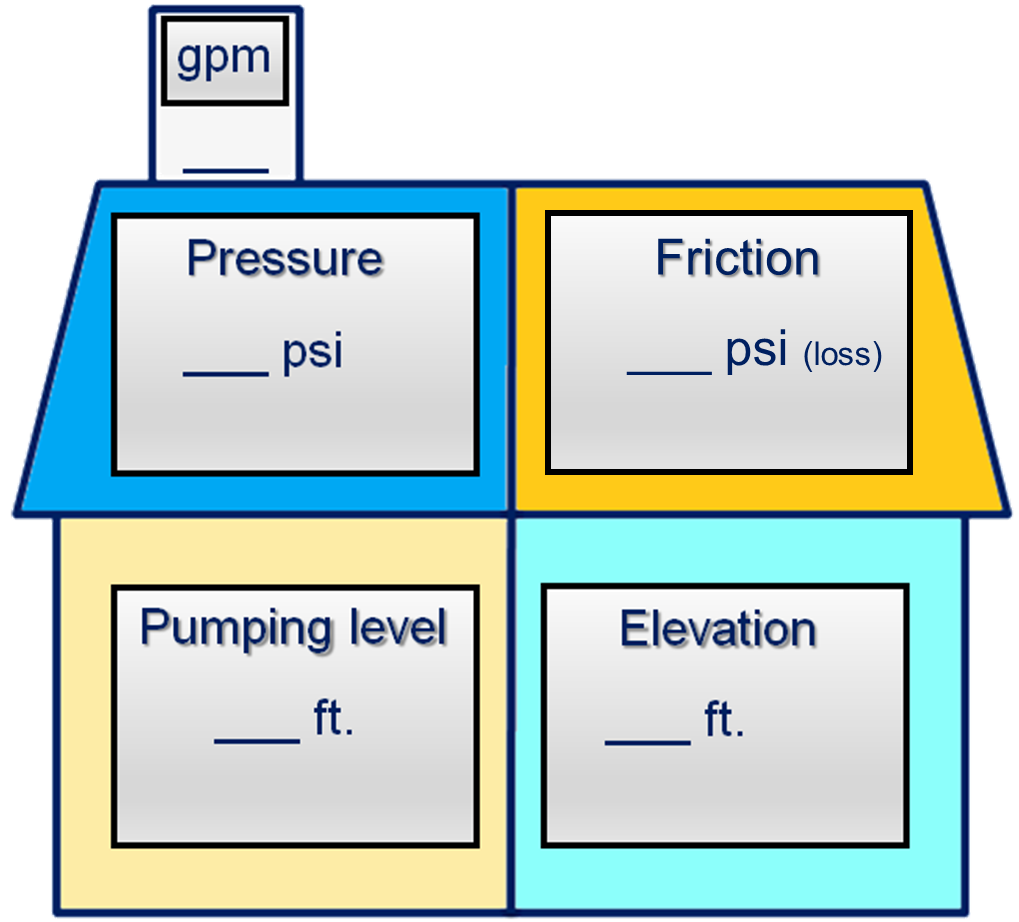 gpm
___
Pressure
___ psi
Friction
___ psi (loss)
Pumping level
___ ft.
Elevation
___ ft.